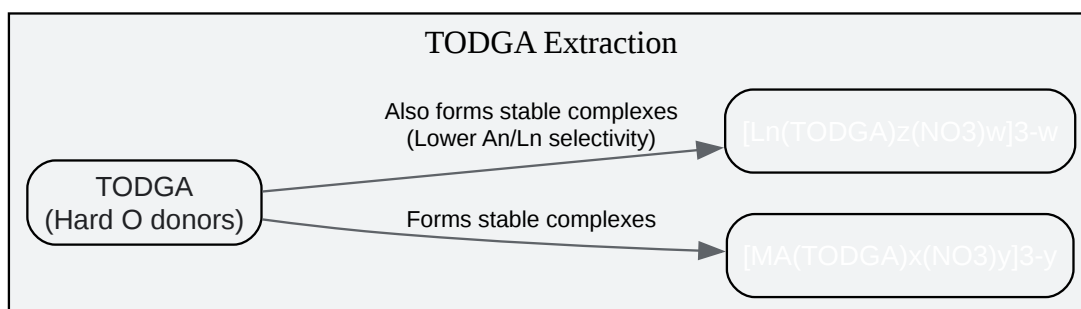 TODGA Extraction
Also forms stable complexes
(Lower An/Ln selectivity)
[Ln(TODGA)z(NO3)w]3-w
TODGA
(Hard O donors)
Forms stable complexes
[MA(TODGA)x(NO3)y]3-y